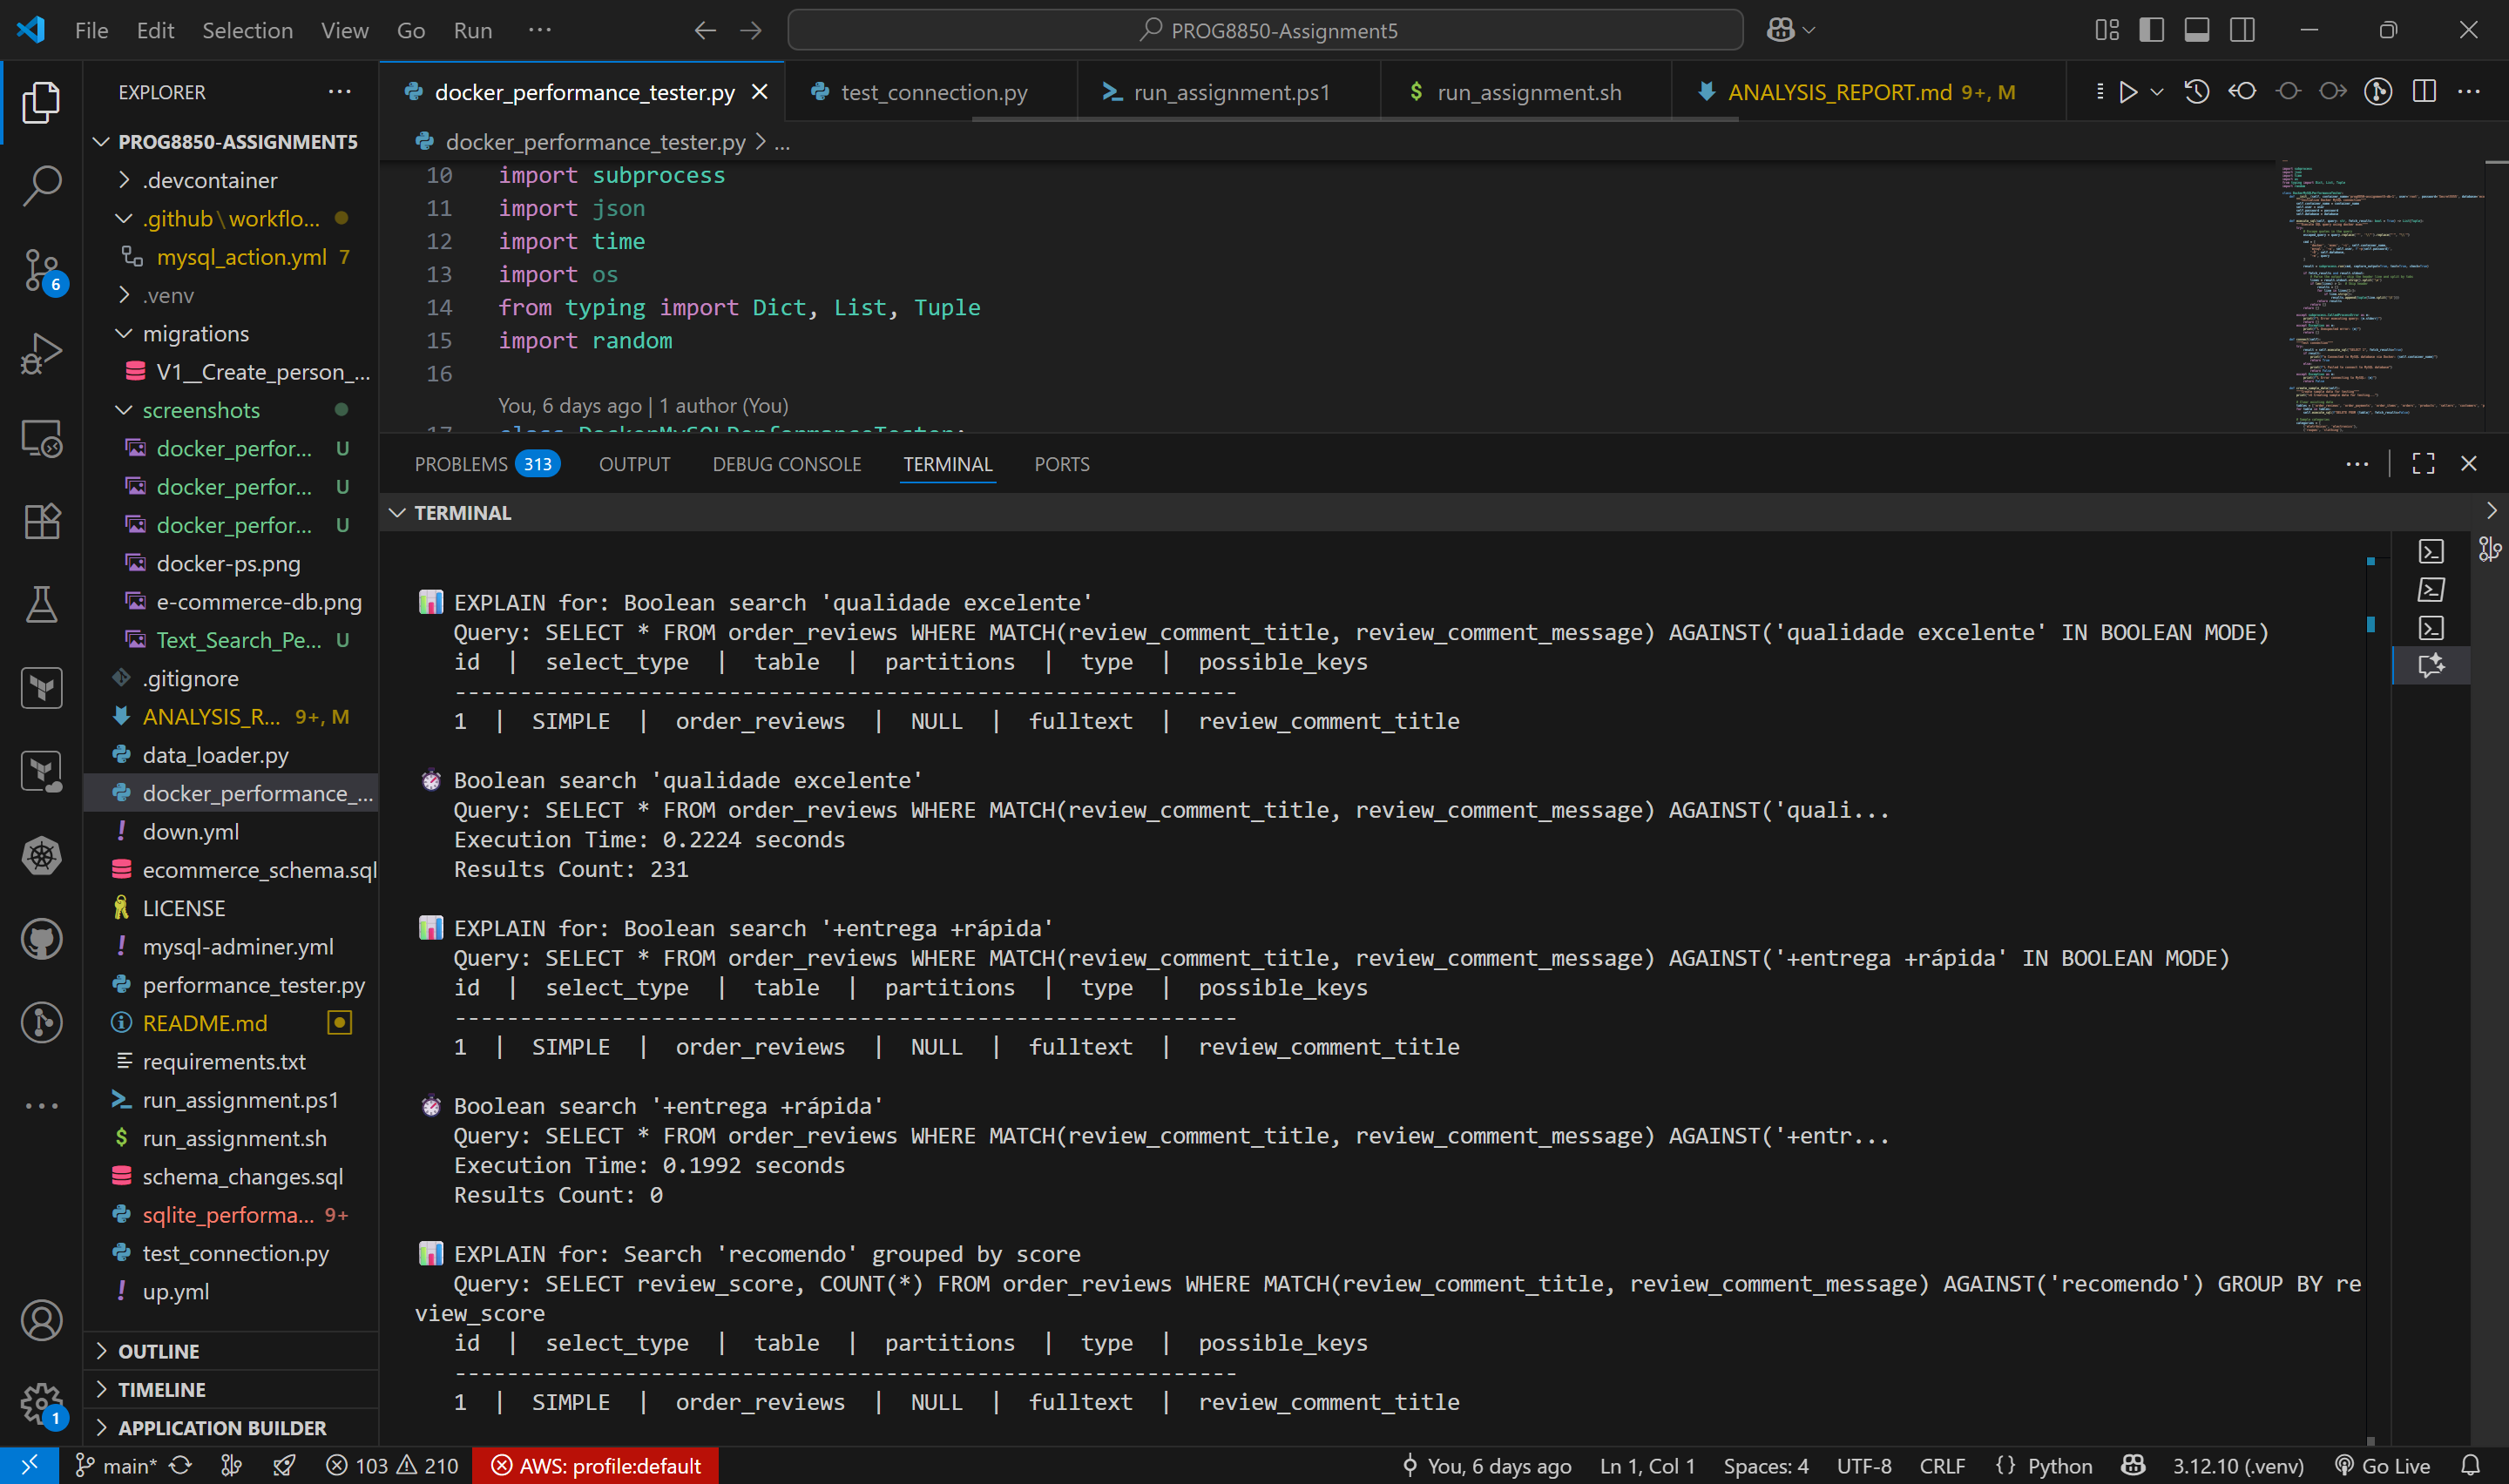 File Edit Selection View Go Run ··· PROG8850-Assignment5
EXPLORER ···
PROG8850-ASSIGNMENT5
.devcontainer
.github\workflo...
mysql_action.yml 7
.venv
migrations
V1__Create_person_...
screenshots
docker_perfor... U
docker_perfor... U
docker_perfor... U
docker-ps.png
e-commerce-db.png
Text_Search_Pe... U
.gitignore
ANALYSIS_R... 9+, M
data_loader.py
docker_performance_...
! down.yml
ecommerce_schema.sql
LICENSE
! mysql-adminer.yml
performance_tester.py
README.md
requirements.txt
run_assignment.ps1
$ run_assignment.sh
schema_changes.sql
sqlite_performa... 9+
test_connection.py
! up.yml
OUTLINE
TIMELINE
APPLICATION BUILDER
6
1
docker_performance_tester.py test_connection.py run_assignment.ps1 $ run_assignment.sh ANALYSIS_REPORT.md 9+, M
docker_performance_tester.py > ...
10 import subprocess
11 import json
12 import time
13 import os
14 from typing import Dict, List, Tuple
15 import random
16
You, 6 days ago | 1 author (You)
17 class DockerMySQLPerformanceTester:
PROBLEMS 313 OUTPUT DEBUG CONSOLE TERMINAL PORTS
TERMINAL
EXPLAIN for: Boolean search 'qualidade excelente'
Query: SELECT * FROM order_reviews WHERE MATCH(review_comment_title, review_comment_message) AGAINST('qualidade excelente' IN BOOLEAN MODE)
id | select_type | table | partitions | type | possible_keys
------------------------------------------------------------
1 | SIMPLE | order_reviews | NULL | fulltext | review_comment_title
Boolean search 'qualidade excelente'
Query: SELECT * FROM order_reviews WHERE MATCH(review_comment_title, review_comment_message) AGAINST('quali...
Execution Time: 0.2224 seconds
Results Count: 231
EXPLAIN for: Boolean search '+entrega +rápida'
Query: SELECT * FROM order_reviews WHERE MATCH(review_comment_title, review_comment_message) AGAINST('+entrega +rápida' IN BOOLEAN MODE)
id | select_type | table | partitions | type | possible_keys
------------------------------------------------------------
1 | SIMPLE | order_reviews | NULL | fulltext | review_comment_title
Boolean search '+entrega +rápida'
Query: SELECT * FROM order_reviews WHERE MATCH(review_comment_title, review_comment_message) AGAINST('+entr...
Execution Time: 0.1992 seconds
Results Count: 0
EXPLAIN for: Search 'recomendo' grouped by score
Query: SELECT review_score, COUNT(*) FROM order_reviews WHERE MATCH(review_comment_title, review_comment_message) AGAINST('recomendo') GROUP BY re
view_score
id | select_type | table | partitions | type | possible_keys
------------------------------------------------------------
1 | SIMPLE | order_reviews | NULL | fulltext | review_comment_title
main* 103 210 AWS: profile:default You, 6 days ago Ln 1, Col 1 Spaces: 4 UTF-8 CRLF {} Python 3.12.10 (.venv) Go Live